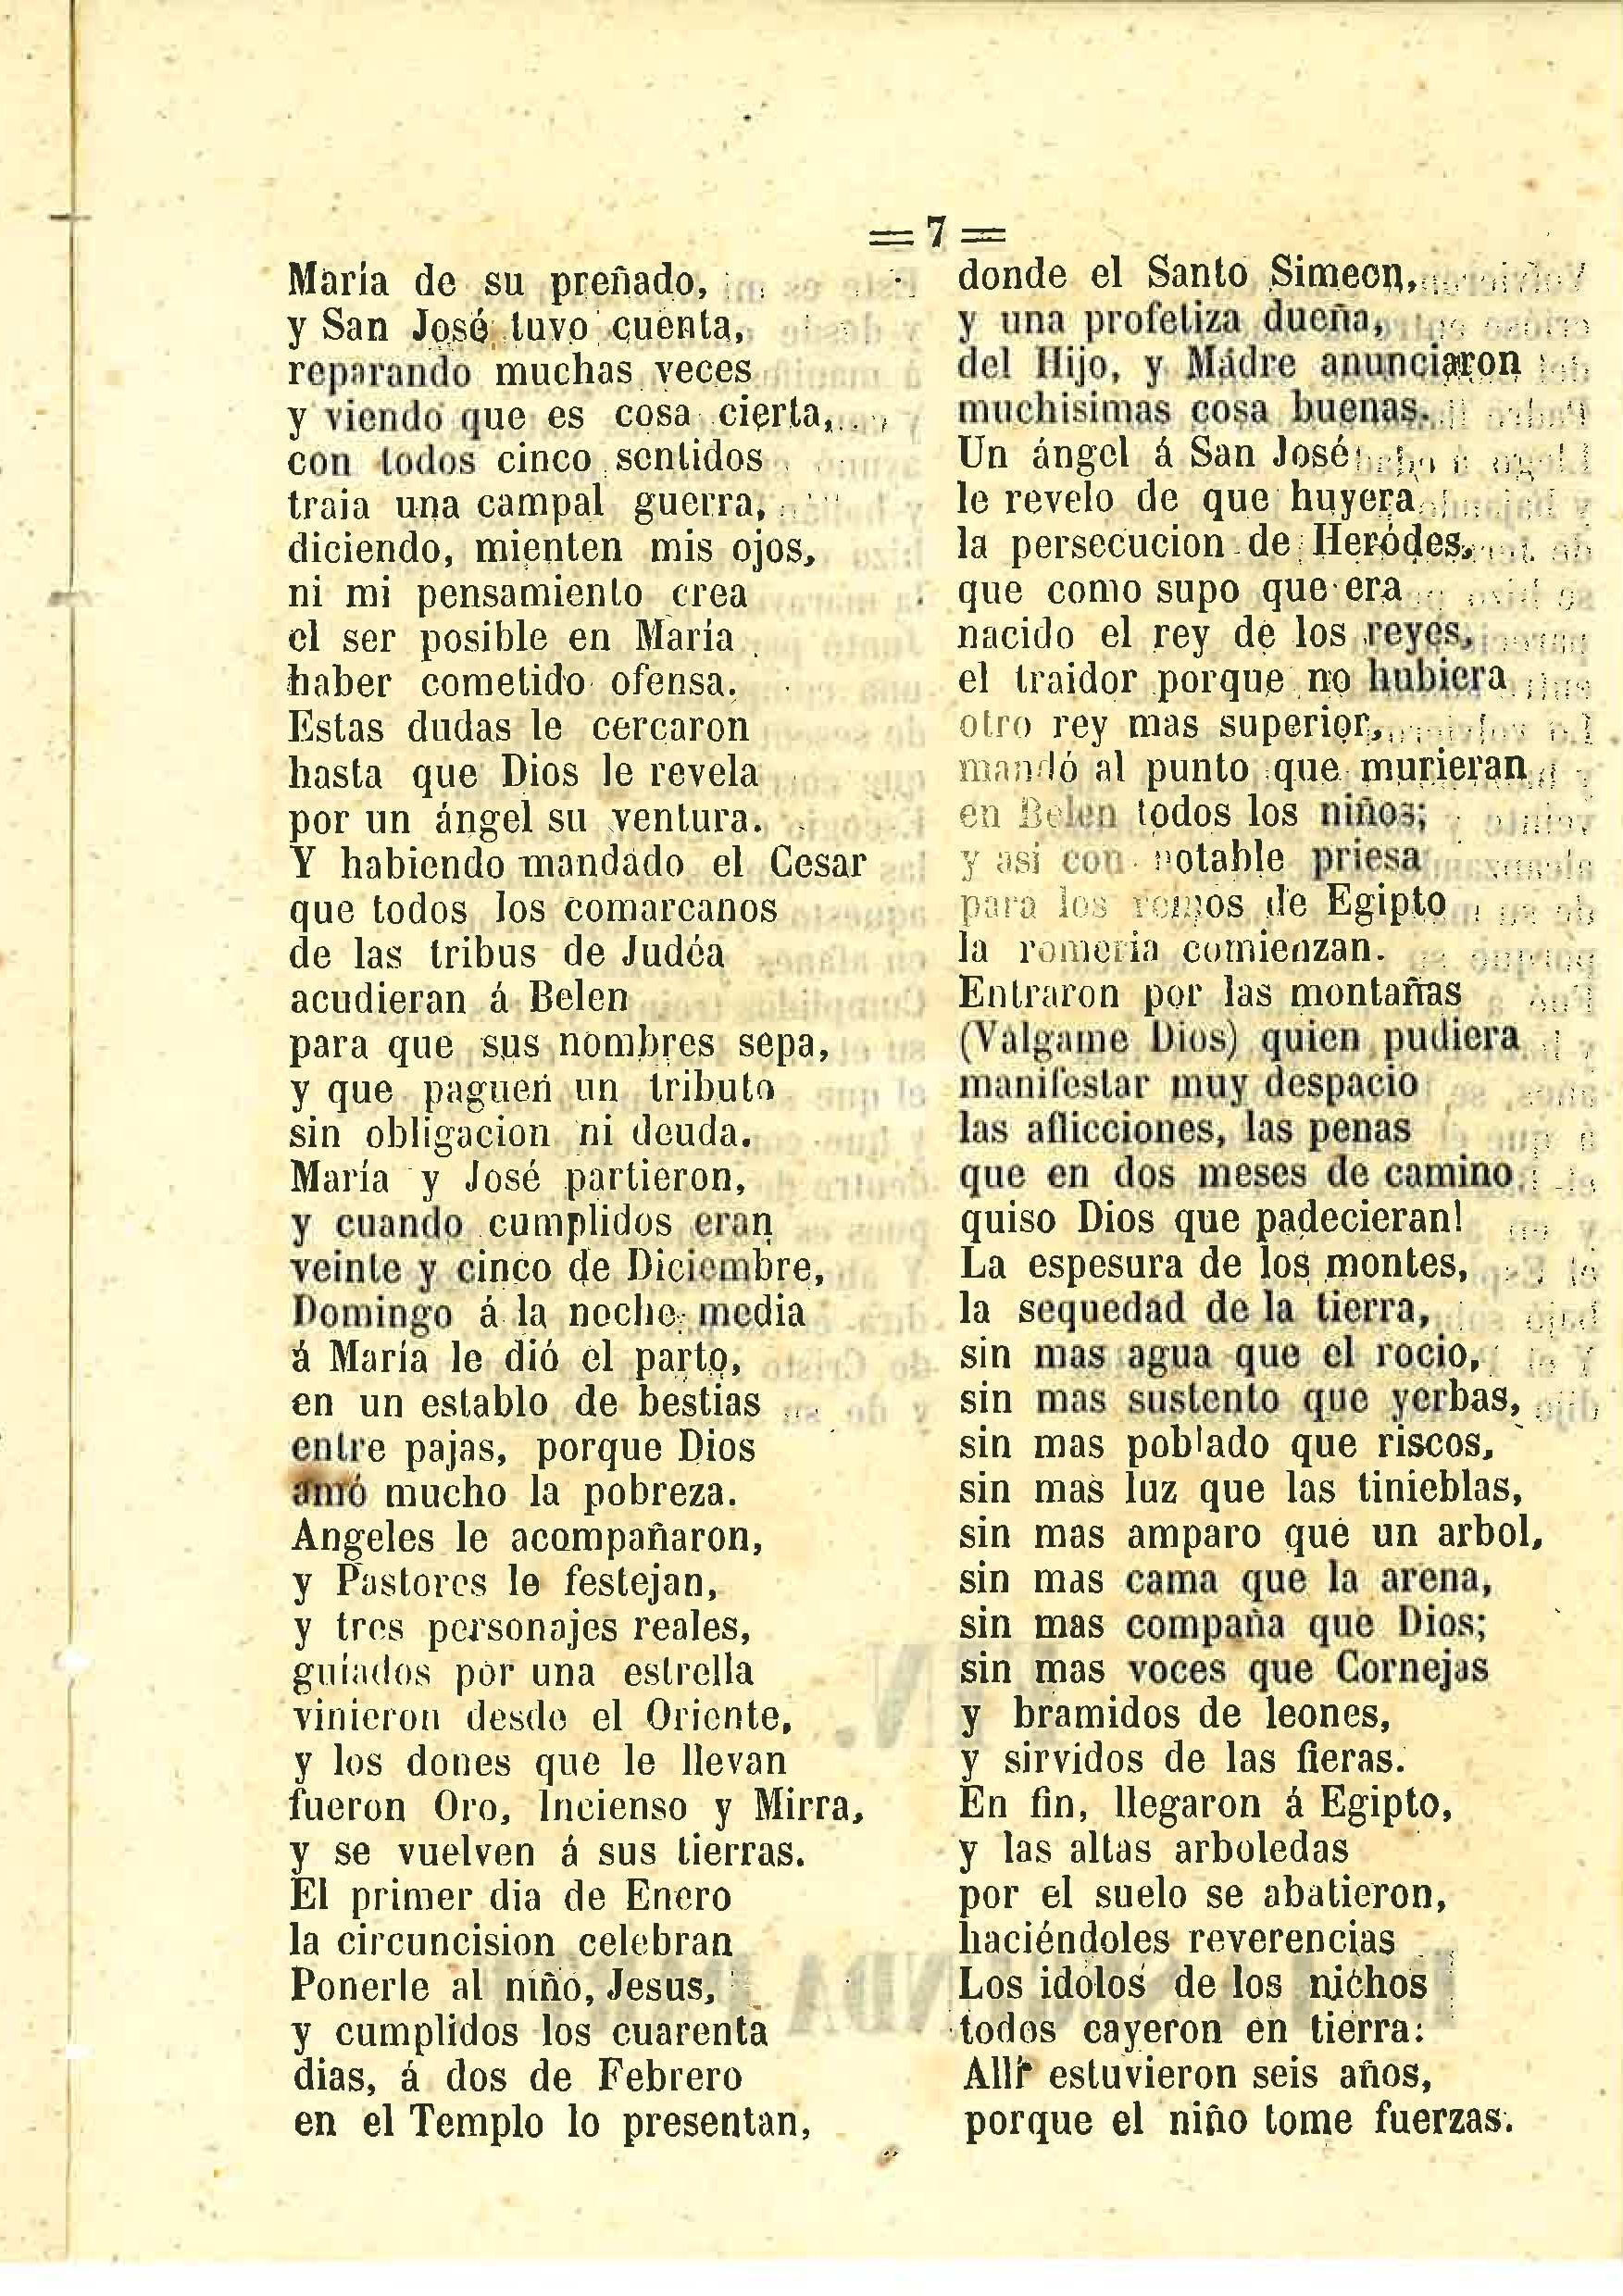 = 7 =
María de su preñado,
y San José tuvo cuenta,
reparando muchas veces
y viendo que es cosa cierta,
con todos cinco sentidos
traia una campal guerra,
diciendo, mienten mis ojos,
ni mi pensamiento crea
el ser posible en María
haber cometido ofensa.
Estas dudas le cercaron
hasta que Dios le revela
por un ángel su ventura.
Y habiendo mandado el Cesar
que todos los comarcanos
de las tribus de Judéa
acudieran á Belen
para que sus nombres sepa,
y que paguen un tributo
sin obligacion ni deuda.
María y José partieron,
y cuando cumplidos eran
veinte y cinco de Diciembre,
Domingo á la noche media
á María le dió el parto,
en un establo de bestias
entre pajas, porque Dios
amó mucho la pobreza.
Angeles le acompañaron,
y Pastores le festejan,
y tres personajes reales,
guiados por una estrella
vinieron desde el Oriente,
y los dones que le llevan
fueron Oro, Incienso y Mirra,
y se vuelven á sus tierras.
El primer dia de Enero
la circuncision celebran
Ponerle al niño, Jesus,
y cumplidos los cuarenta
dias, á dos de Febrero
en el Templo lo presentan,
donde el Santo Simeon,
y una profetiza dueña,
del Hijo, y Madre anunciaron
muchisimas cosa buenas.
Un ángel á San José
le revelo de que huyera
la persecucion de Heródes,
que como supo que era
nacido el rey de los reyes,
el traidor porque no hubiera
otro rey mas superior,
mandó al punto que murieran
en Belen todos los niños;
y asi con notable priesa
para los reinos de Egipto
la romeria comienzan.
Entraron por las montañas
(Válgame Dios) quien pudiera
manifestar muy despacio
las aflicciones, las penas
que en dos meses de camino
quiso Dios que padecieran!
La espesura de los montes,
la sequedad de la tierra,
sin mas agua que el rocio,
sin mas sustento que yerbas,
sin mas poblado que riscos,
sin mas luz que las tinieblas,
sin mas amparo que un arbol,
sin mas cama que la arena,
sin mas compaña que Dios;
sin mas voces que Cornejas
y bramidos de leones,
y sirvidos de las fieras.
En fin, llegaron á Egipto,
y las altas arboledas
por el suelo se abatieron,
haciéndoles reverencias
Los idolos de los nichos
todos cayeron en tierra:
Allí estuvieron seis años,
porque el niño tome fuerzas.